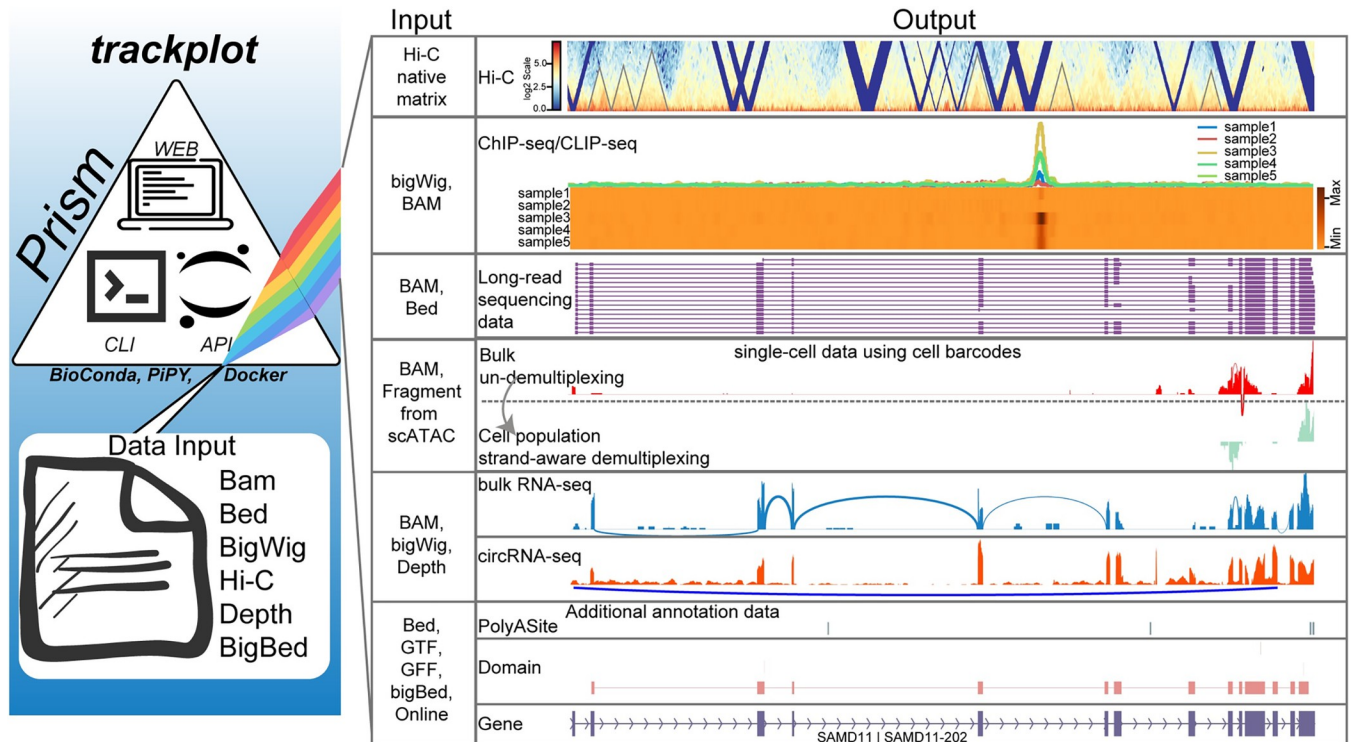 trackplot
Prism
WEB
CLI
API
BioConda, PiPY, Docker
Data Input
Bam
Bed
BigWig
Hi-C
Depth
BigBed
Input
Output
Hi-C
native
matrix
Hi-C
log2 Scale
5.0
2.5
0.0
bigWig,
BAM
ChIP-seq/CLIP-seq
sample1
sample2
sample3
sample4
sample5
sample1
sample2
sample3
sample4
sample5
Max
Min
BAM,
Bed
Long-read
sequencing
data
BAM,
Fragment
from
scATAC
single-cell data using cell barcodes
Bulk
un-demultiplexing
Cell population
strand-aware demultiplexing
BAM,
bigWig,
Depth
bulk RNA-seq
circRNA-seq
Bed,
GTF,
GFF,
bigBed,
Online
Additional annotation data
PolyASite
Domain
Gene
SAMD11 | SAMD11-202